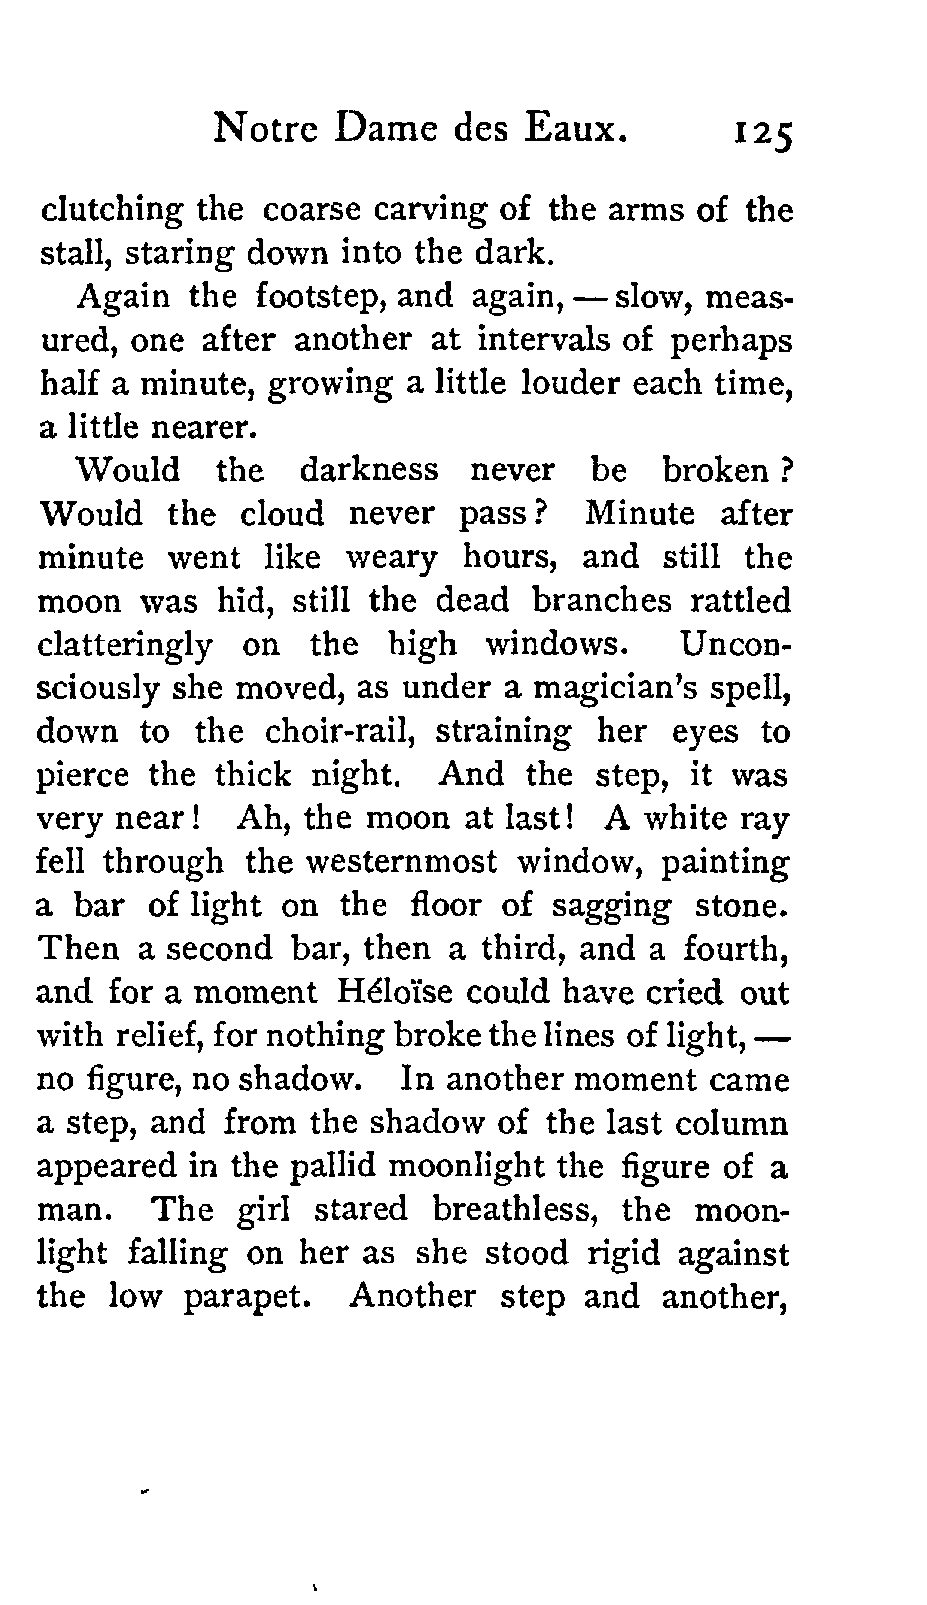 Notre Dame des Eaux. 125
clutching the coarse carving of the arms of the
stall, staring down into the dark.
Again the footstep, and again, — slow, meas-
ured, one after another at intervals of perhaps
half a minute, growing a little louder each time,
a little nearer.
Would the darkness never be broken ?
Would the cloud never pass ? Minute after
minute went like weary hours, and still the
moon was hid, still the dead branches rattled
clatteringly on the high windows. Uncon-
sciously she moved, as under a magician's spell,
down to the choir-rail, straining her eyes to
pierce the thick night. And the step, it was
very near ! Ah, the moon at last ! A white ray
fell through the westernmost window, painting
a bar of light on the floor of sagging stone.
Then a second bar, then a third, and a fourth,
and for a moment Héloïse could have cried out
with relief, for nothing broke the lines of light, —
no figure, no shadow. In another moment came
a step, and from the shadow of the last column
appeared in the pallid moonlight the figure of a
man. The girl stared breathless, the moon-
light falling on her as she stood rigid against
the low parapet. Another step and another,